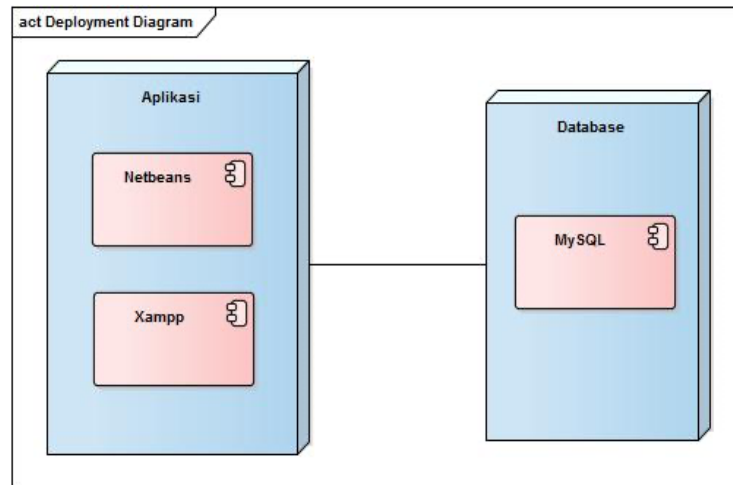 act Deployment Diagram
Aplikasi
Netbeans
Xampp
Database
MySQL